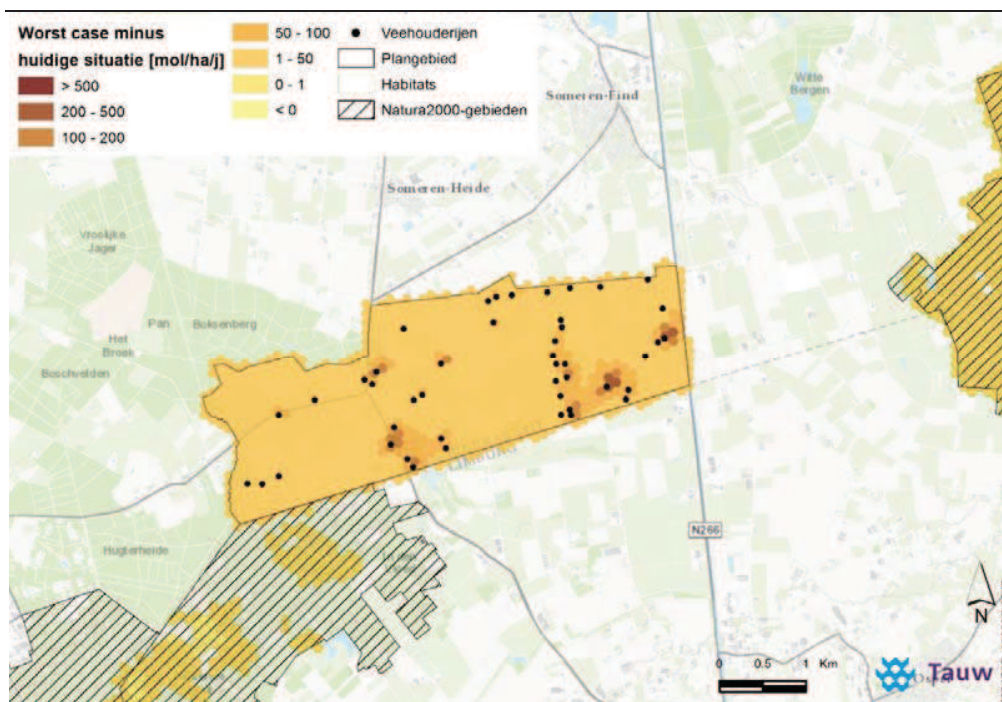 Worst case minus
huidige situatie [mol/ha/j]
> 500
200 - 500
100 - 200
50 - 100
1 - 50
0 - 1
< 0
Veehouderijen
Plangebied
Habitats
Natura2000-gebieden
Someren-Eind
Witte
Bergen
Someren-Heide
Vroolijke
Jager
Pan
Boksenberg
Het
Broek
Boschvelden
LIMBURG
Hugterheide
N266
N
0 0.5 1 Km
Tauw